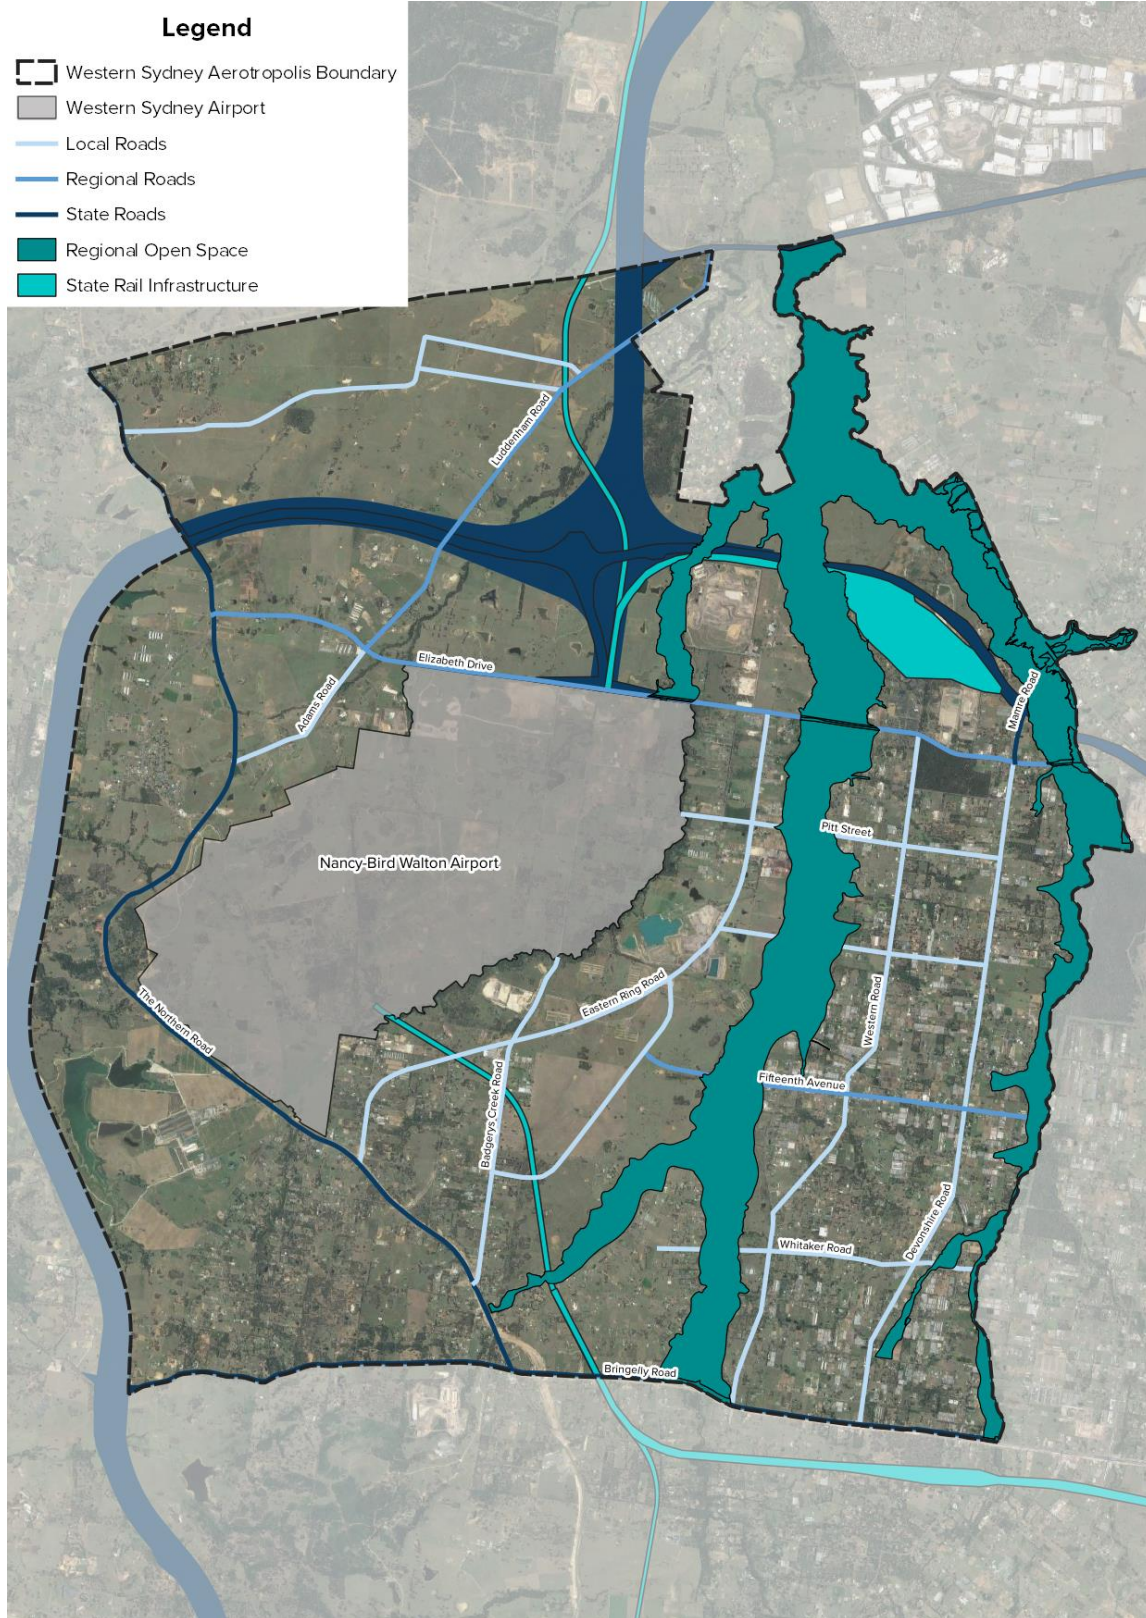 Legend
Western Sydney Aerotropolis Boundary
Western Sydney Airport
Local Roads
Regional Roads
State Roads
Regional Open Space
State Rail Infrastructure
Luddenham Road
Elizabeth Drive
Adams Road
Mamre Road
Pitt Street
Nancy-Bird Walton Airport
Eastern Ring Road
Western Road
The Northern Road
Badgerys Creek Road
Fifteenth Avenue
Devonshire Road
Whitaker Road
Bringelly Road